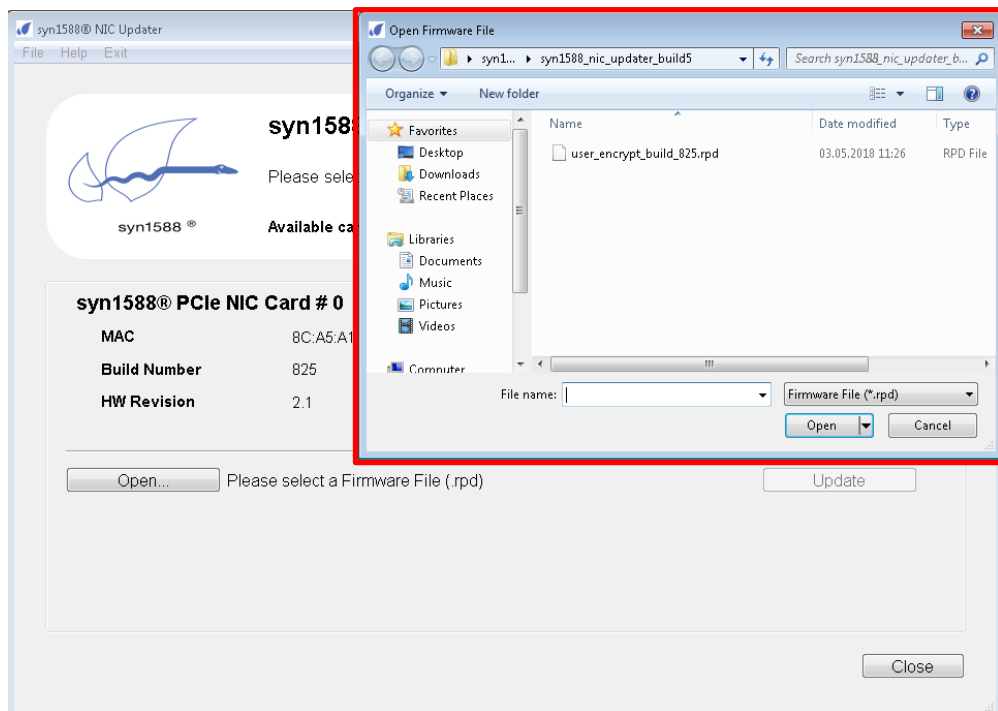 syn1588® NIC Updater
File Help Exit
syn158
Please sele
syn1588 ®
Available ca
syn1588® PCIe NIC Card # 0
MAC 8C:A5:A1
Build Number 825
HW Revision 2.1
Open... Please select a Firmware File (.rpd) Update
Close
Open Firmware File
syn1... syn1588_nic_updater_build5 Search syn1588_nic_updater_b...
Organize New folder
Favorites
Desktop
Downloads
Recent Places
Libraries
Documents
Music
Pictures
Videos
Computer
Name Date modified Type
user_encrypt_build_825.rpd 03.05.2018 11:26 RPD File
File name: Firmware File (*.rpd)
Open Cancel